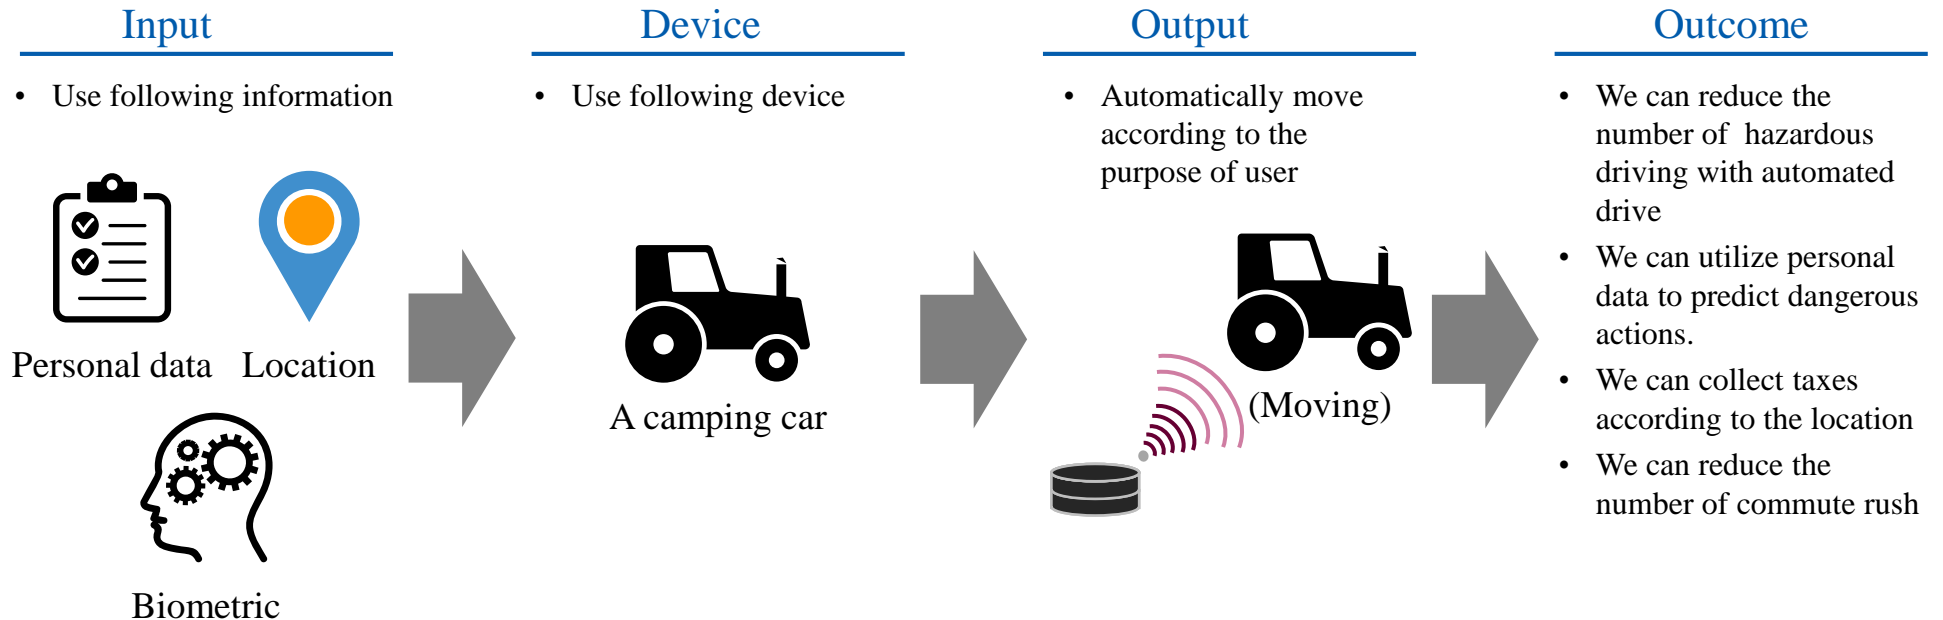 Input
• Use following information
Personal data
Location
Biometric
Device
• Use following device
A camping car
Output
• Automatically move
according to the
purpose of user
(Moving)
Outcome
• We can reduce the
number of  hazardous
driving with automated
drive
• We can utilize personal
data to predict dangerous
actions.
• We can collect taxes
according to the location
• We can reduce the
number of commute rush